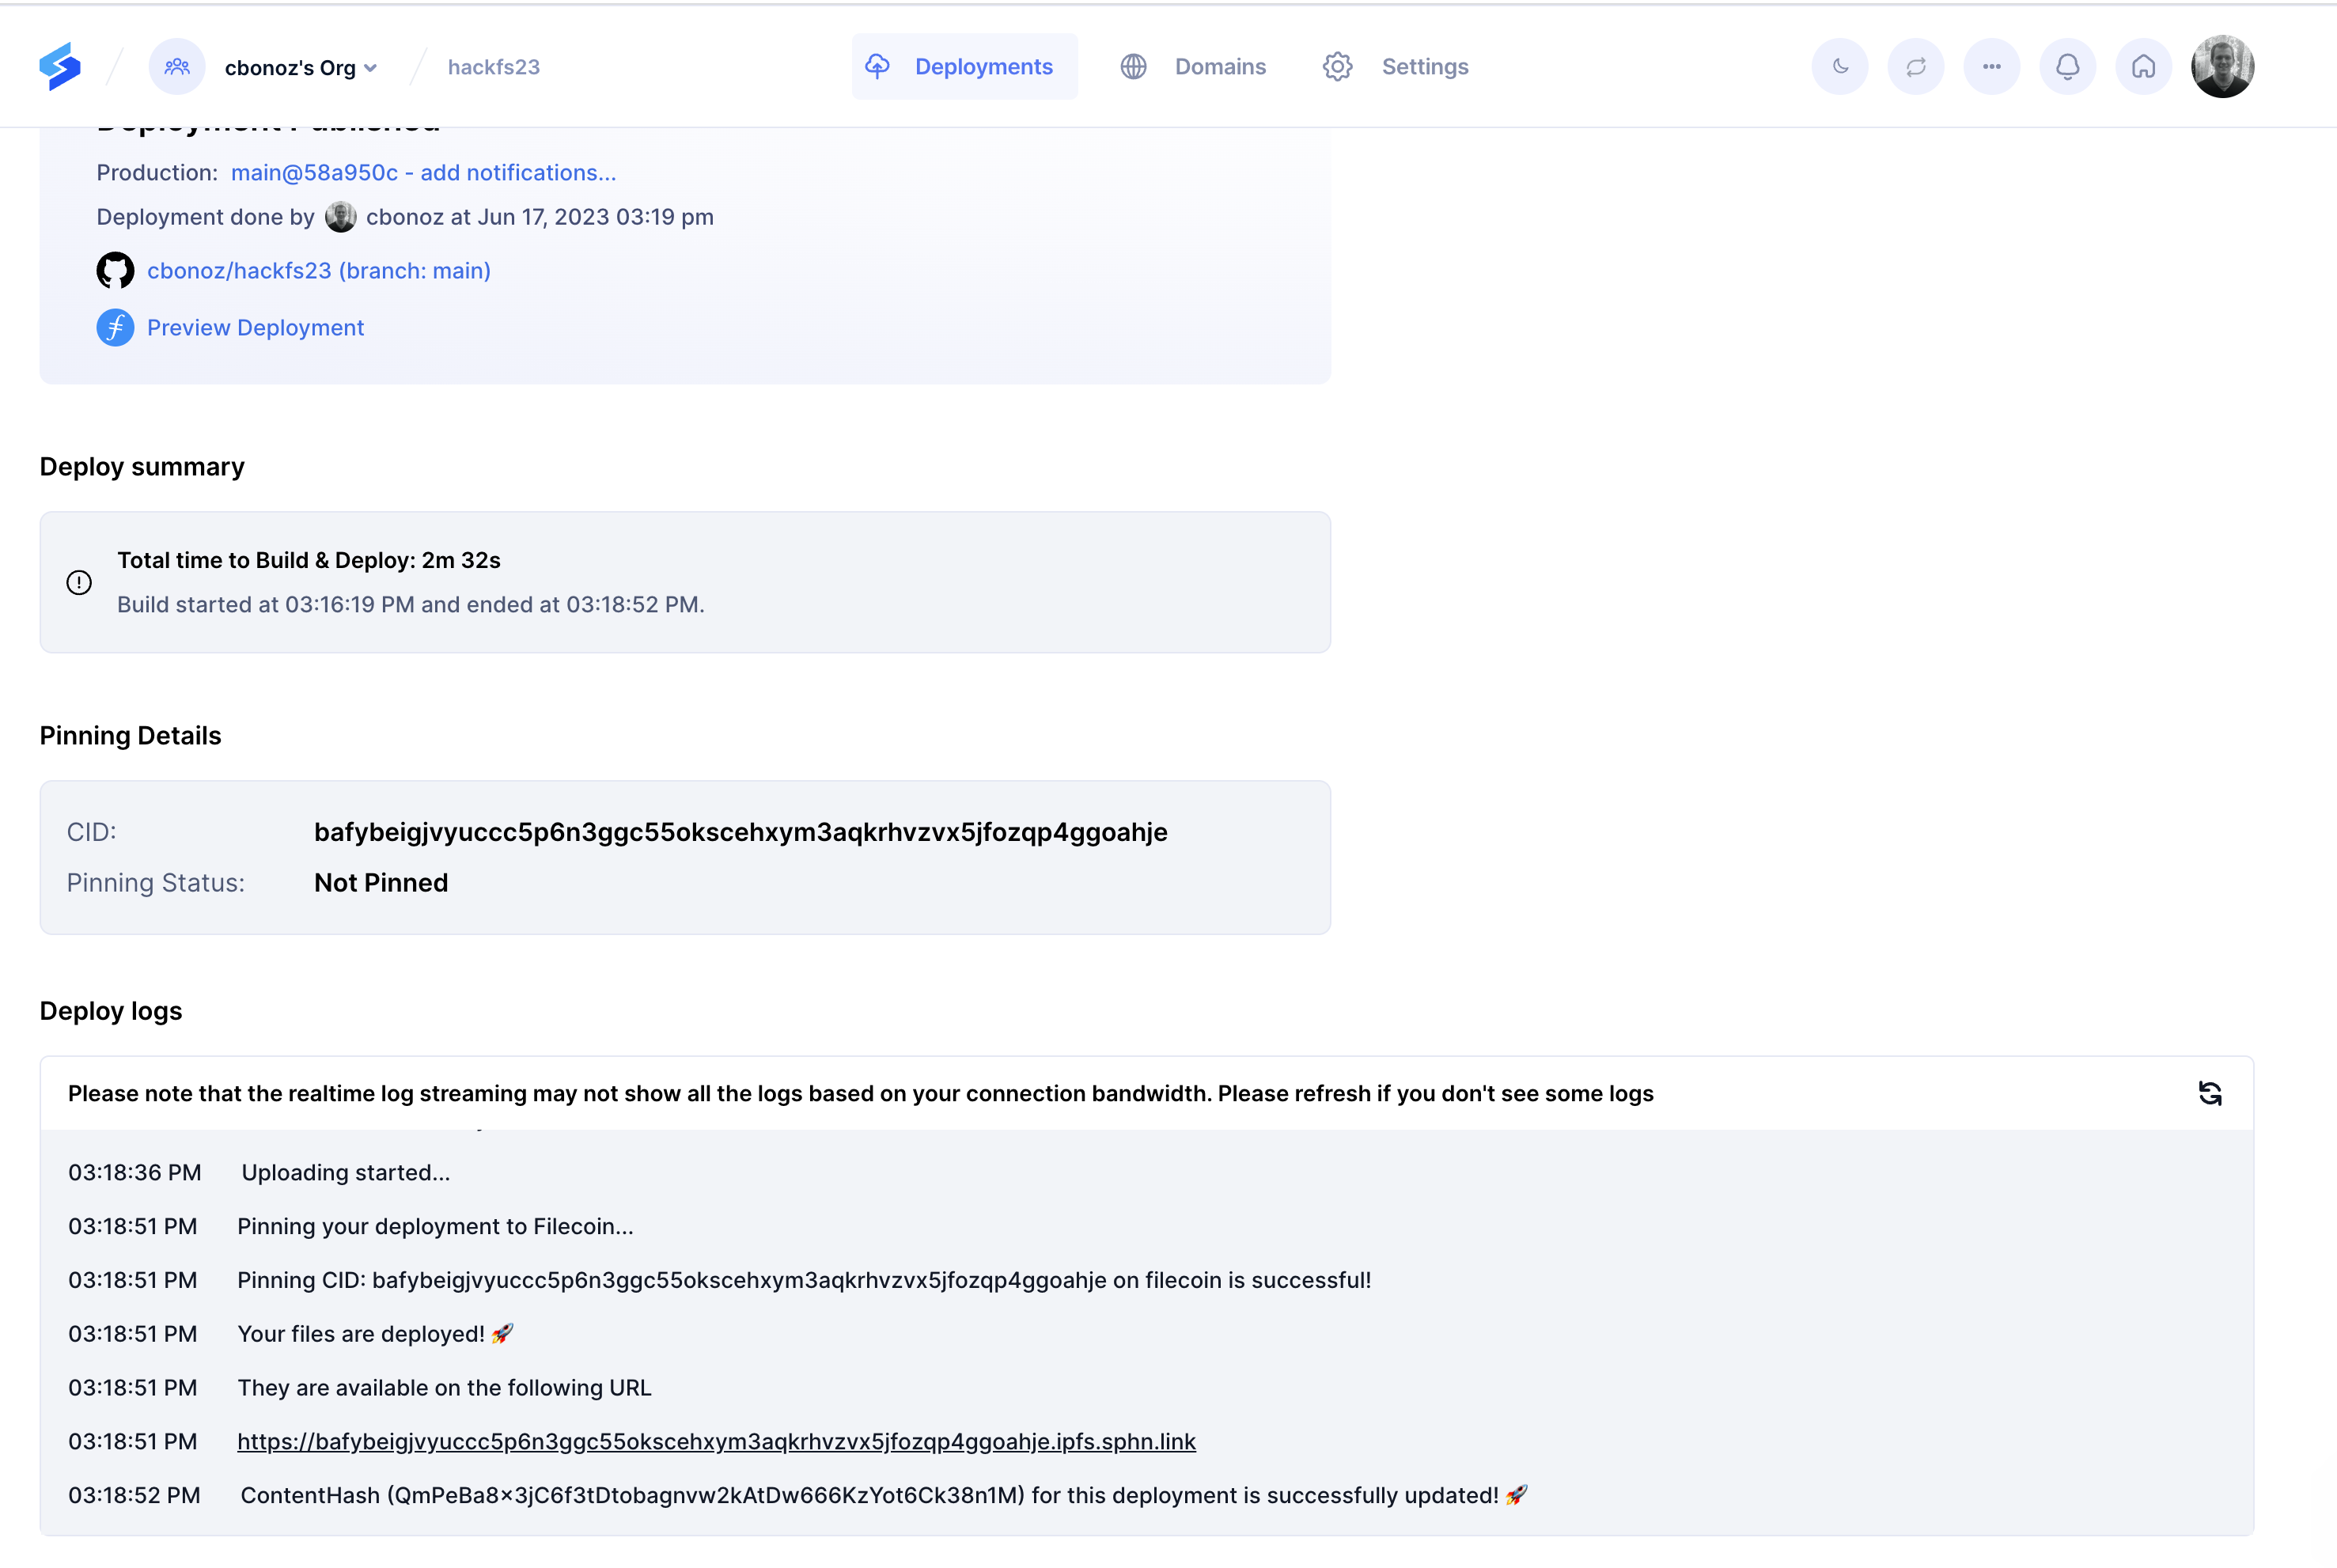 cbonoz's Org
hackfs23
Deployments
Domains
Settings
Deployment Published
Production: main@58a950c - add notifications...
Deployment done by cbonoz at Jun 17, 2023 03:19 pm
cbonoz/hackfs23 (branch: main)
Preview Deployment
Deploy summary
Total time to Build & Deploy: 2m 32s
Build started at 03:16:19 PM and ended at 03:18:52 PM.
Pinning Details
CID: bafybeigjvyuccc5p6n3ggc55okscehxym3aqkrhvzvx5jfozqp4ggoahje
Pinning Status: Not Pinned
Deploy logs
Please note that the realtime log streaming may not show all the logs based on your connection bandwidth. Please refresh if you don't see some logs
03:18:36 PM Uploading started...
03:18:51 PM Pinning your deployment to Filecoin...
03:18:51 PM Pinning CID: bafybeigjvyuccc5p6n3ggc55okscehxym3aqkrhvzvx5jfozqp4ggoahje on filecoin is successful!
03:18:51 PM Your files are deployed! 🚀
03:18:51 PM They are available on the following URL
03:18:51 PM https://bafybeigjvyuccc5p6n3ggc55okscehxym3aqkrhvzvx5jfozqp4ggoahje.ipfs.sphn.link
03:18:52 PM ContentHash (QmPeBa8×3jC6f3tDtobagnvw2kAtDw666KzYot6Ck38n1M) for this deployment is successfully updated! 🚀